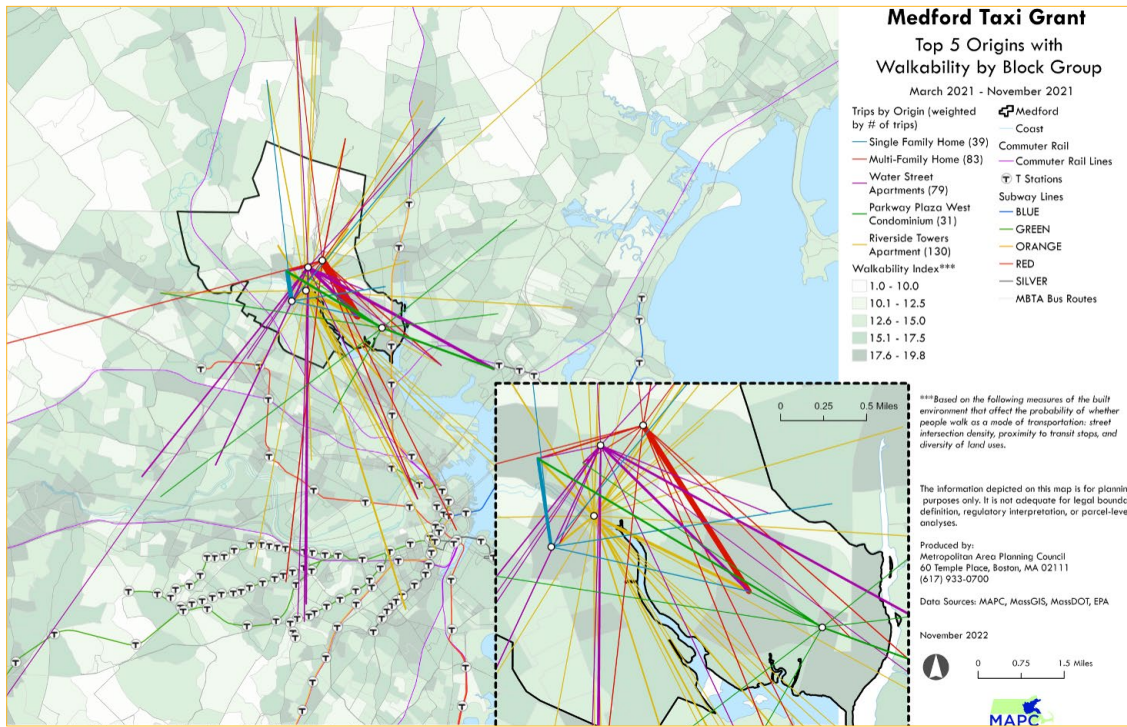 Medford Taxi Grant
Top 5 Origins with
Walkability by Block Group
March 2021 - November 2021
Trips by Origin (weighted
by # of trips)
Single Family Home (39)
Multi-Family Home (83)
Water Street
Apartments (79)
Parkway Plaza West
Condominium (31)
Riverside Towers
Apartment (130)
Walkability Index***
1.0 - 10.0
10.1 - 12.5
12.6 - 15.0
15.1 - 17.5
17.6 - 19.8
Medford
Coast
Commuter Rail
Commuter Rail Lines
T Stations
Subway Lines
BLUE
GREEN
ORANGE
RED
SILVER
MBTA Bus Routes
0 0.25 0.5 Miles
***Based on the following measures of the built
environment that affect the probability of whether
people walk as a mode of transportation: street
intersection density, proximity to transit stops, and
diversity of land uses.
The information depicted on this map is for plannin
purposes only. It is not adequate for legal bounda
definition, regulatory interpretation, or parcel-leve
analyses.
Produced by:
Metropolitan Area Planning Council
60 Temple Place, Boston, MA 02111
(617) 933-0700
Data Sources: MAPC, MassGIS, MassDOT, EPA
November 2022
0 0.75 1.5 Miles
MAPC